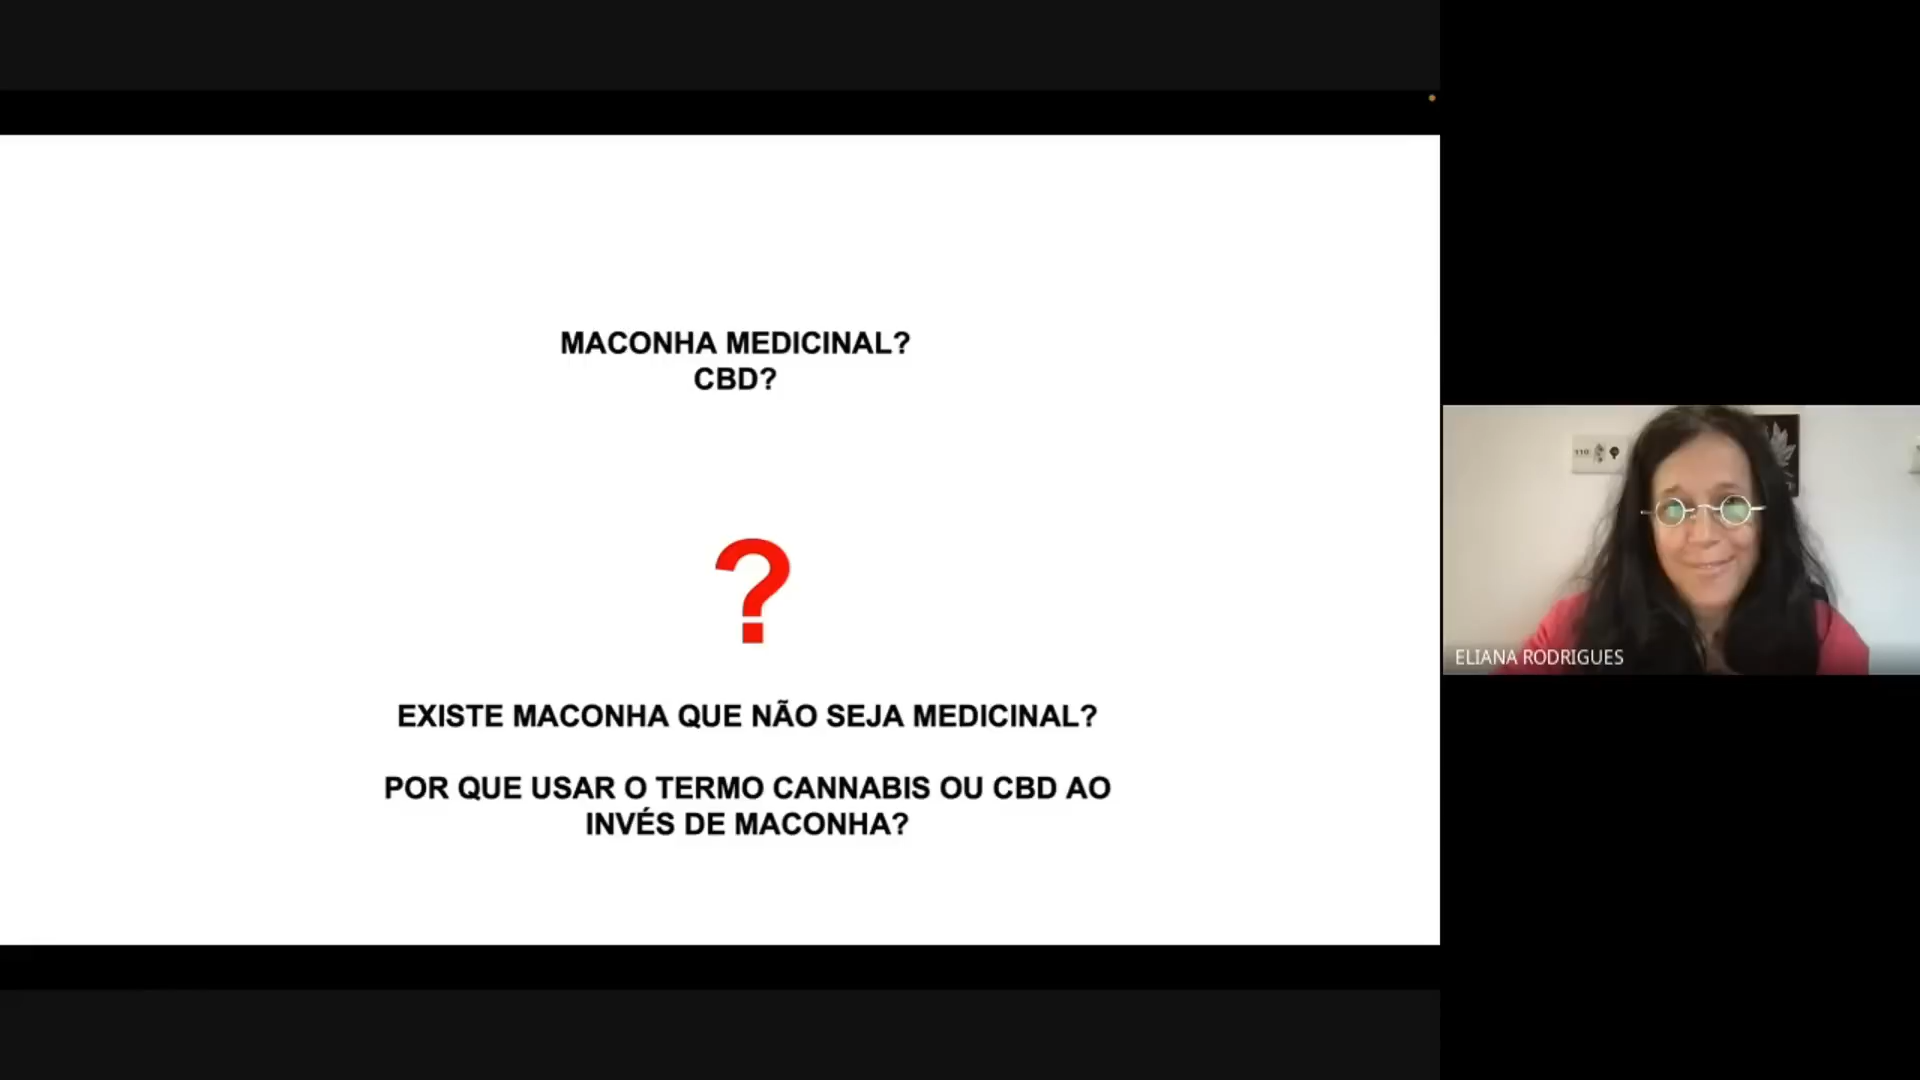 MACONHA MEDICINAL?
CBD?
?
EXISTE MACONHA QUE NÃO SEJA MEDICINAL?
POR QUE USAR O TERMO CANNABIS OU CBD AO
INVÉS DE MACONHA?
110
ELIANA RODRIGUES